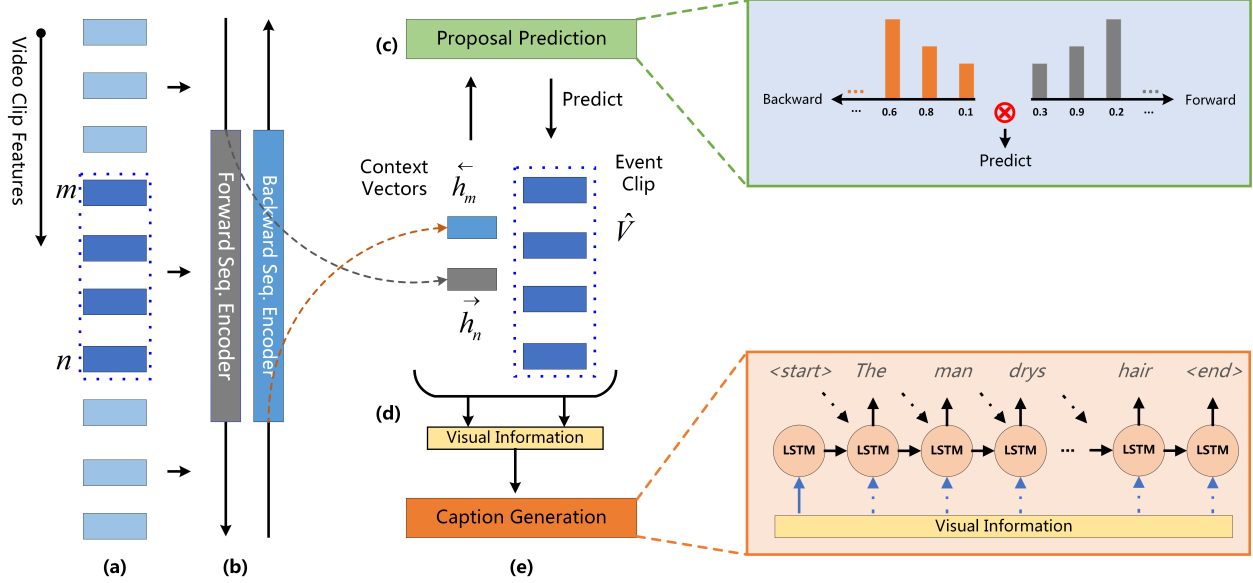 Video Clip Features
m
n
(a)
Forward Seq. Encoder
Backward Seq. Encoder
(b)
(c)
Proposal Prediction
Predict
Context
Vectors
←
h_m
→
h_n
Event
Clip
V̂
(d)
Visual Information
Caption Generation
(e)
Backward
...
0.6
0.8
0.1
0.3
0.9
0.2
...
Forward
Predict
<start>
The
man
drys
hair
<end>
LSTM
LSTM
LSTM
LSTM
...
LSTM
LSTM
Visual Information